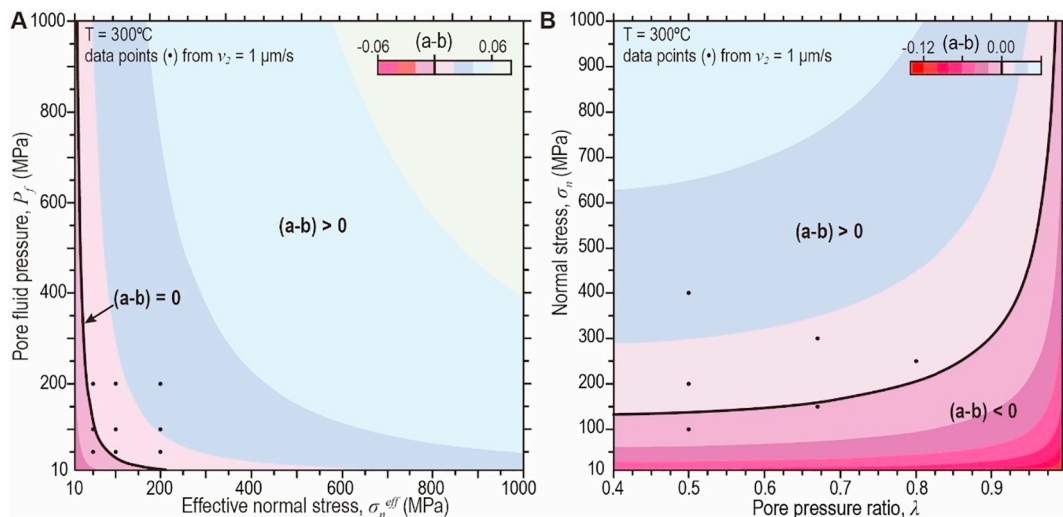 A
T = 300ºC
data points (•) from v₂ = 1 µm/s
(a-b)
-0.06 0.06
Pore fluid pressure, P_f (MPa)
1000
800
600
400
200
10
(a-b) > 0
(a-b) = 0
10 200 400 600 800 1000
Effective normal stress, σ_n^eff (MPa)
B
T = 300ºC
data points (•) from v₂ = 1 µm/s
(a-b)
-0.12 0.00
Normal stress, σ_n (MPa)
1000
900
800
700
600
500
400
300
200
100
10
(a-b) > 0
(a-b) < 0
0.4 0.5 0.6 0.7 0.8 0.9
Pore pressure ratio, λ